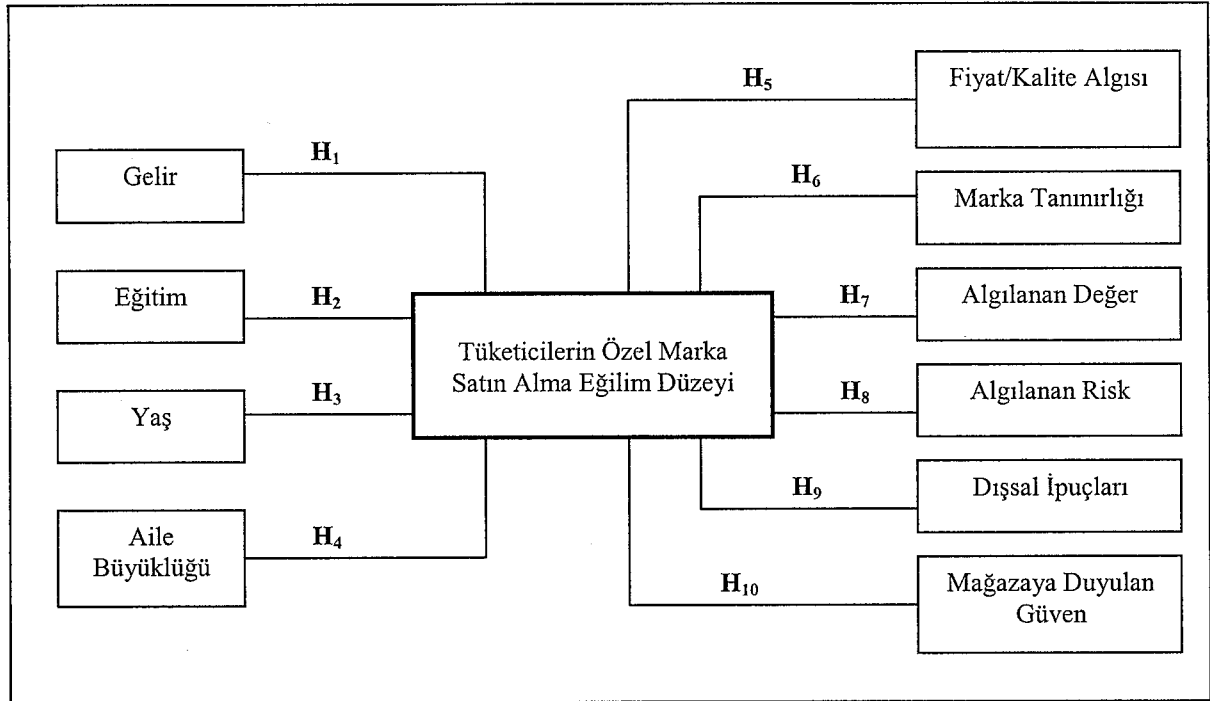 Gelir
H₁
Eğitim
H₂
Yaş
H₃
Aile
Büyüklüğü
H₄
Tüketicilerin Özel Marka
Satın Alma Eğilim Düzeyi
H₅
Fiyat/Kalite Algısı
H₆
Marka Tanınırlığı
H₇
Algılanan Değer
H₈
Algılanan Risk
H₉
Dışsal İpuçları
H₁₀
Mağazaya Duyulan
Güven